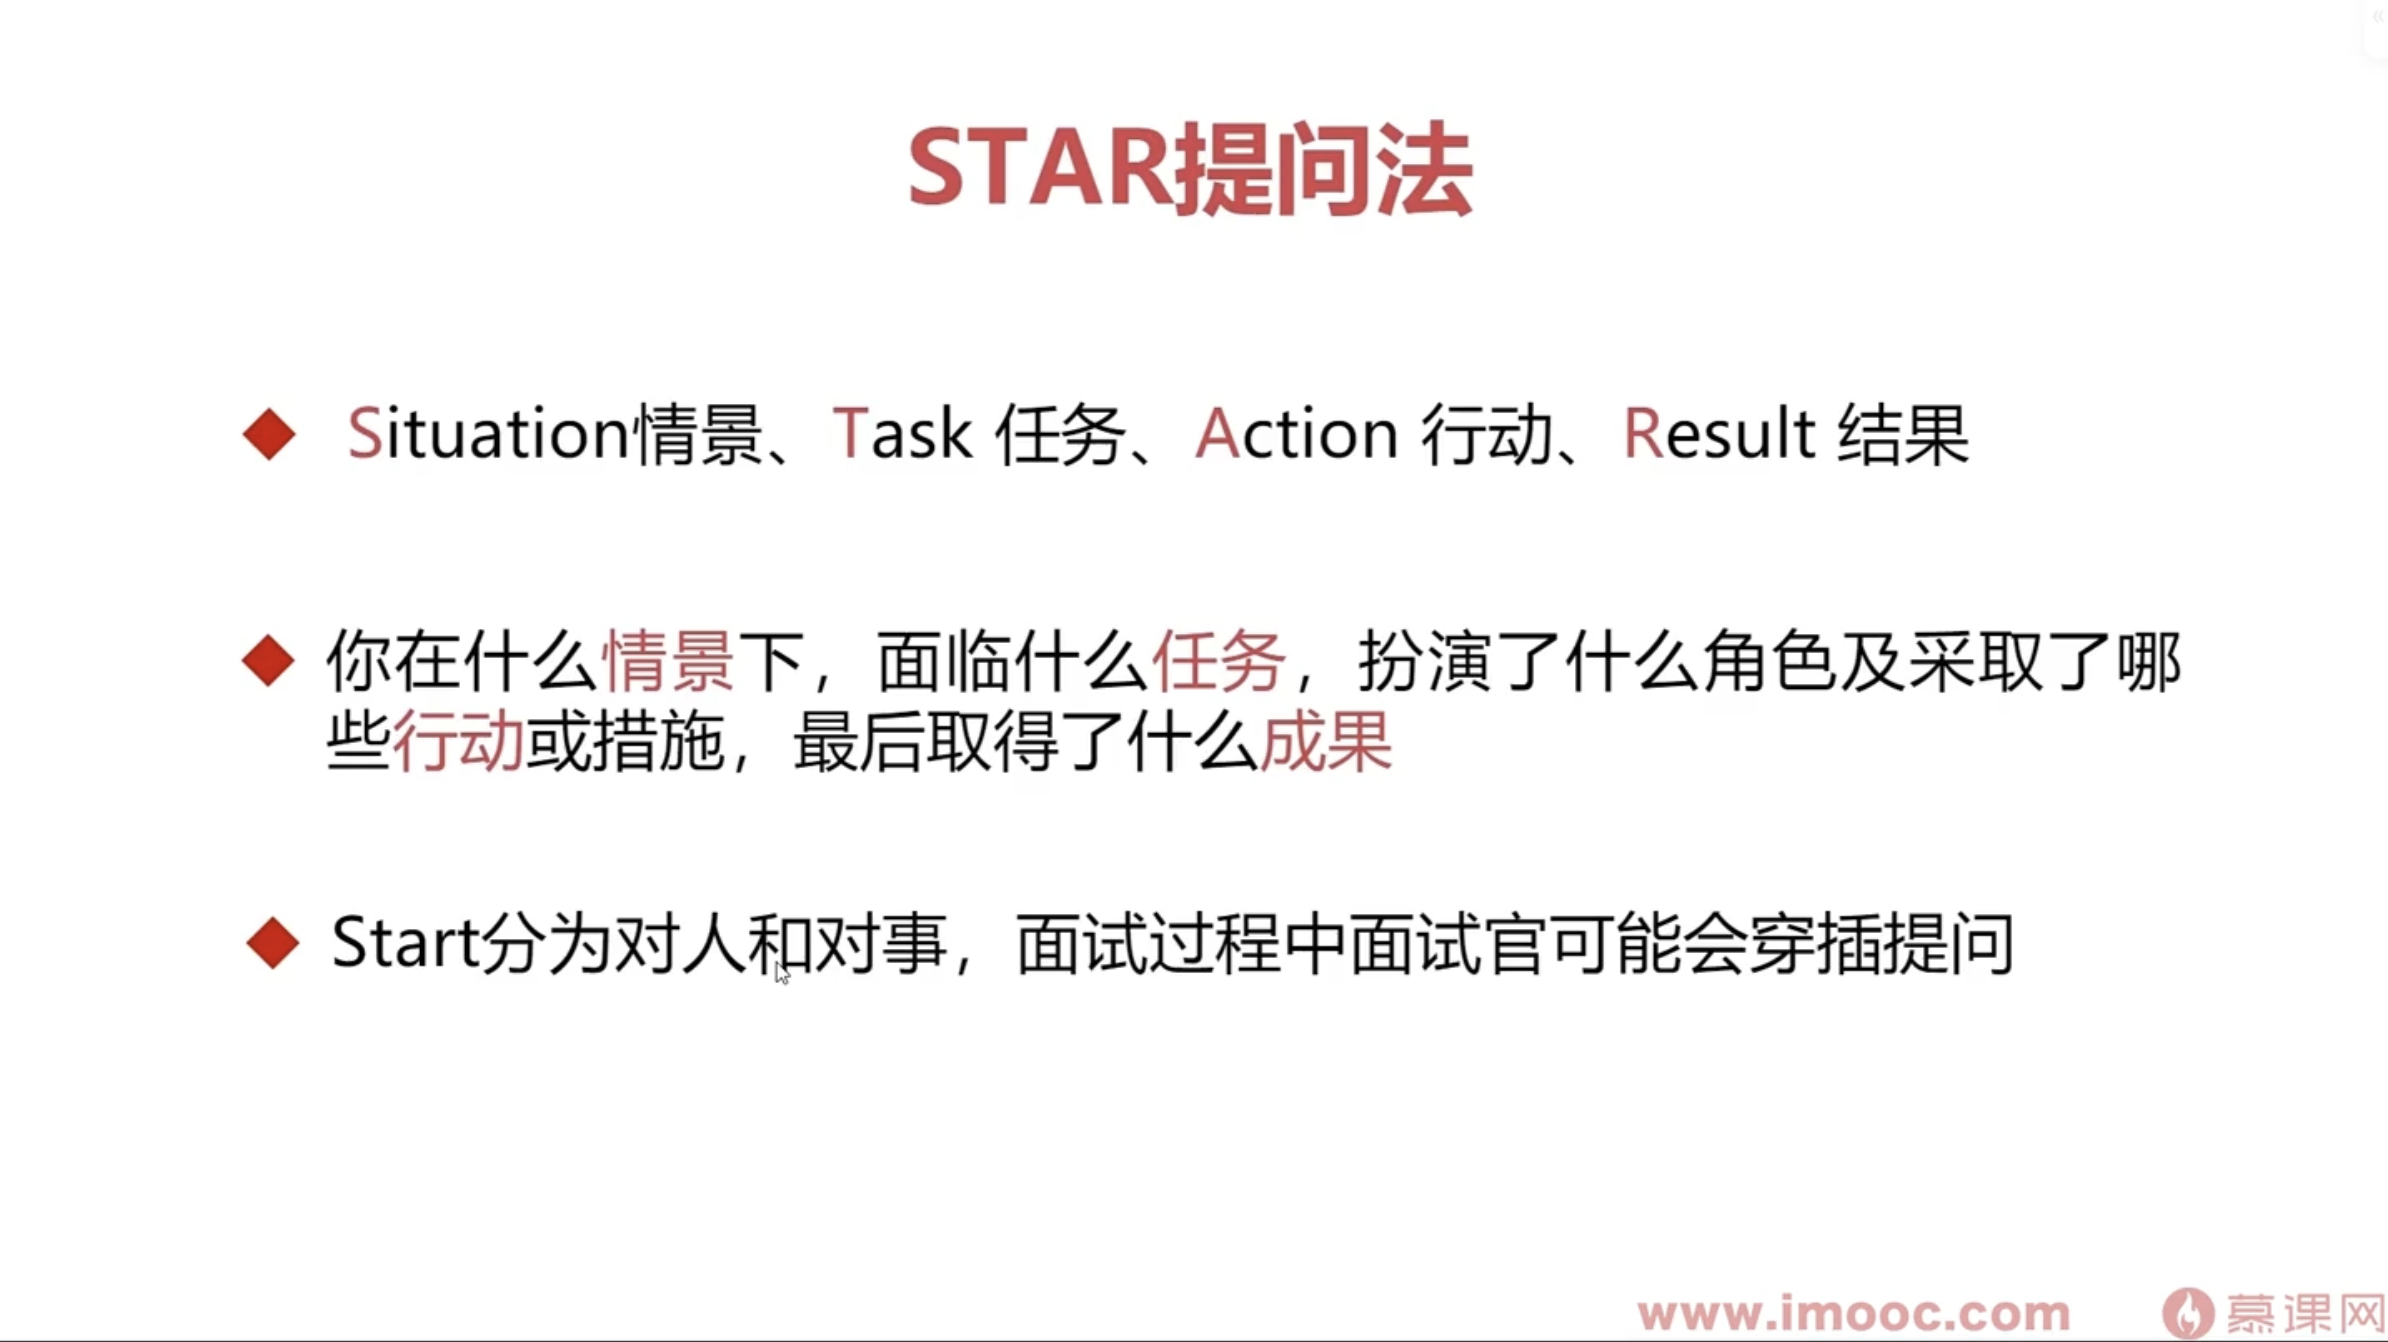 STAR提问法
Situation情景、Task 任务、Action 行动、Result 结果
你在什么情景下，面临什么任务，扮演了什么角色及采取了哪
些行动或措施，最后取得了什么成果
Start分为对人和对事，面试过程中面试官可能会穿插提问
www.imooc.com 慕课网